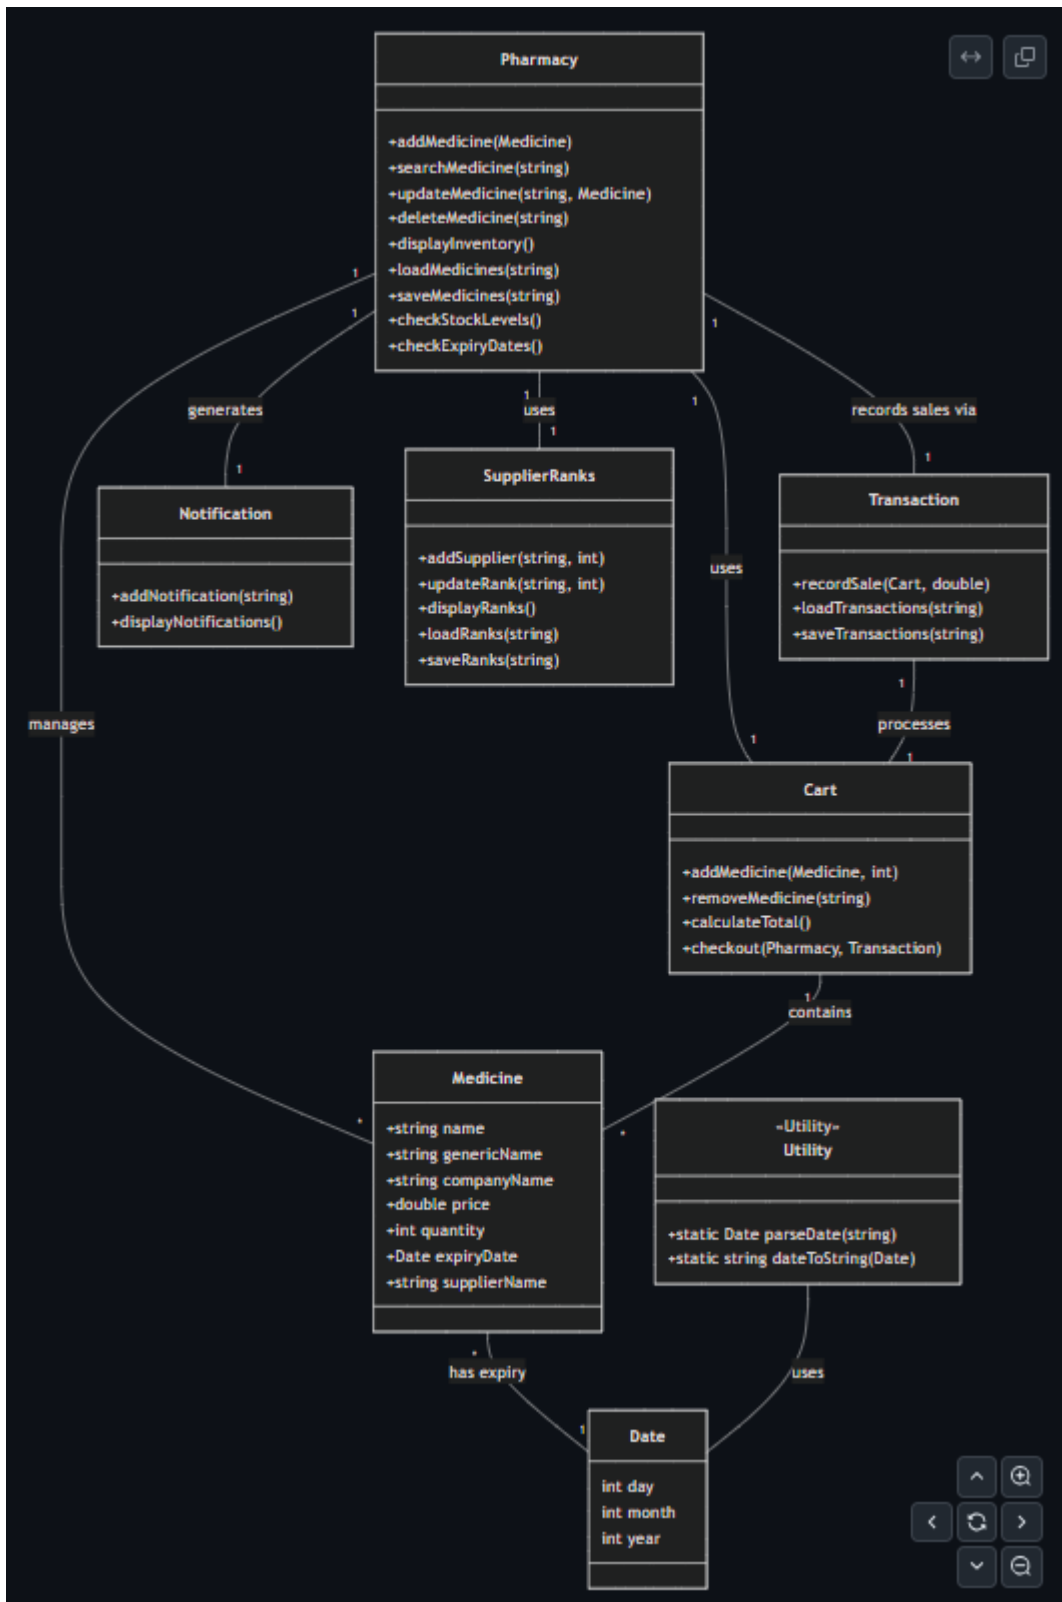 Pharmacy
+addMedicine(Medicine)
+searchMedicine(string)
+updateMedicine(string, Medicine)
+deleteMedicine(string)
+displayInventory()
+loadMedicines(string)
+saveMedicines(string)
+checkStockLevels()
+checkExpiryDates()
1
1
1
1
1
generates
uses
records sales via
1
1
1
Notification
+addNotification(string)
+displayNotifications()
SupplierRanks
+addSupplier(string, int)
+updateRank(string, int)
+displayRanks()
+loadRanks(string)
+saveRanks(string)
uses
Transaction
+recordSale(Cart, double)
+loadTransactions(string)
+saveTransactions(string)
1
manages
processes
1
1
Cart
+addMedicine(Medicine, int)
+removeMedicine(string)
+calculateTotal()
+checkout(Pharmacy, Transaction)
1
contains
*
*
Medicine
+string name
+string genericName
+string companyName
+double price
+int quantity
+Date expiryDate
+string supplierName
«Utility»
Utility
+static Date parseDate(string)
+static string dateToString(Date)
*
has expiry
uses
1
Date
int day
int month
int year